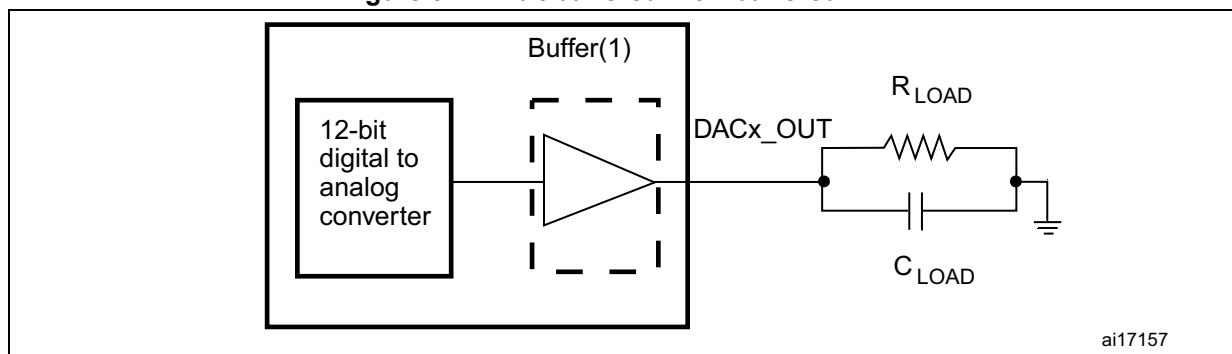 Buffer(1)
12-bit
digital to
analog
converter
DACx_OUT
R LOAD
C LOAD
ai17157